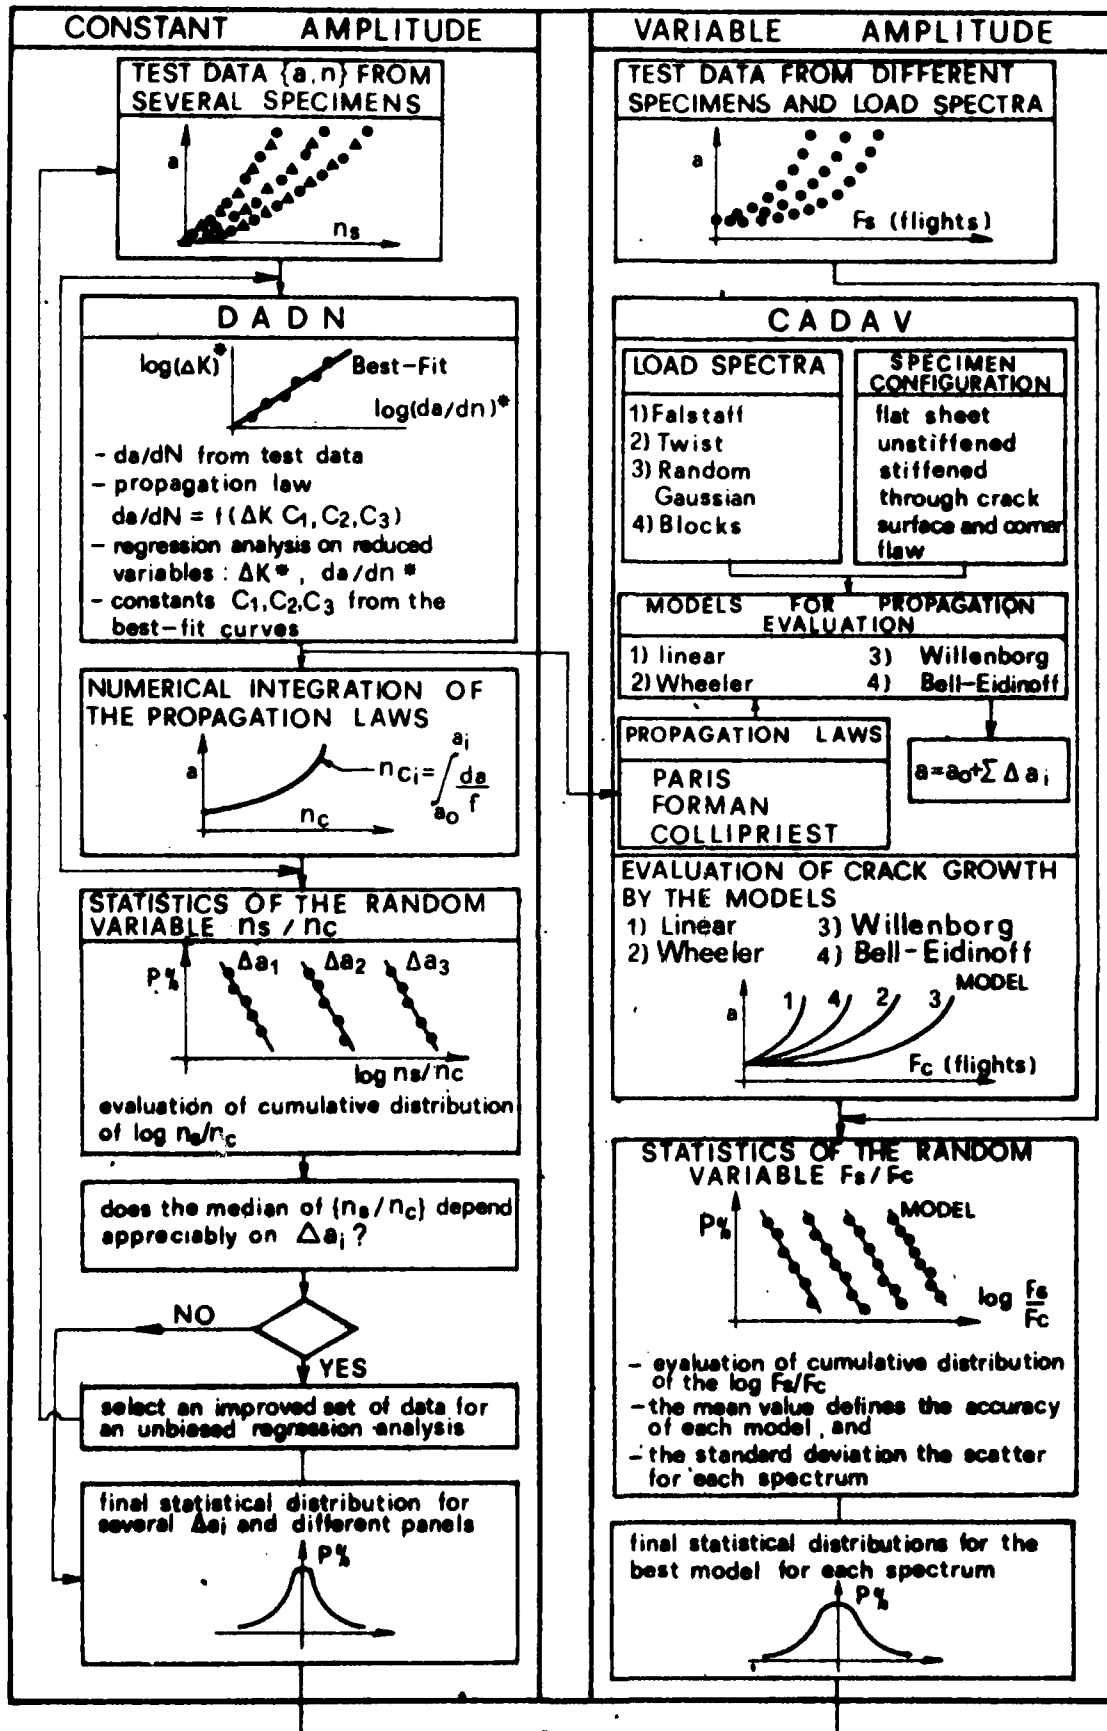 CONSTANT AMPLITUDE
TEST DATA {a,n} FROM
SEVERAL SPECIMENS
a
ns
DADN
log(ΔK)*
Best-Fit
log(da/dn)*
- da/dN from test data
- propagation law
da/dN = f(ΔK C1,C2,C3)
- regression analysis on reduced
variables : ΔK* , da/dn *
- constants C1,C2,C3 from the
best-fit curves
NUMERICAL INTEGRATION OF
THE PROPAGATION LAWS
a
nci = ∫ da/f
ai
ao
nc
STATISTICS OF THE RANDOM
VARIABLE ns / nc
P%
Δa1 Δa2 Δa3
log ns/nc
evaluation of cumulative distribution
of log ns/nc
does the median of {ns/nc} depend
appreciably on Δai ?
NO
YES
select an improved set of data for
an unbiased regression analysis
final statistical distribution for
several Δai and different panels
P%
VARIABLE AMPLITUDE
TEST DATA FROM DIFFERENT
SPECIMENS AND LOAD SPECTRA
a
Fs (flights)
CADAV
LOAD SPECTRA
1) Falstaff
2) Twist
3) Random
Gaussian
4) Blocks
SPECIMEN
CONFIGURATION
flat sheet
unstiffened
stiffened
through crack
surface and corner
flaw
MODELS FOR PROPAGATION
EVALUATION
1) linear 3) Willenborg
2) Wheeler 4) Bell-Eidinoff
PROPAGATION LAWS
PARIS
FORMAN
COLLIPRIEST
a = ao + Σ Δ ai
EVALUATION OF CRACK GROWTH
BY THE MODELS
1) Linear 3) Willenborg
2) Wheeler 4) Bell-Eidinoff
MODEL
1 4 2 3
a
Fc (flights)
STATISTICS OF THE RANDOM
VARIABLE Fs/Fc
P%
MODEL
log Fs/Fc
- evaluation of cumulative distribution
of the log Fs/Fc
- the mean value defines the accuracy
of each model, and
- the standard deviation the scatter
for each spectrum
final statistical distributions for the
best model for each spectrum
P%